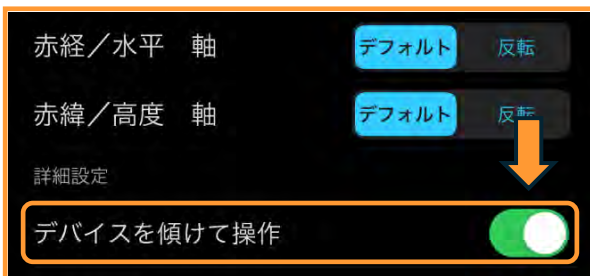 赤経／水平　軸 デフォルト 反転
赤緯／高度　軸 デフォルト 反転
詳細設定
デバイスを傾けて操作